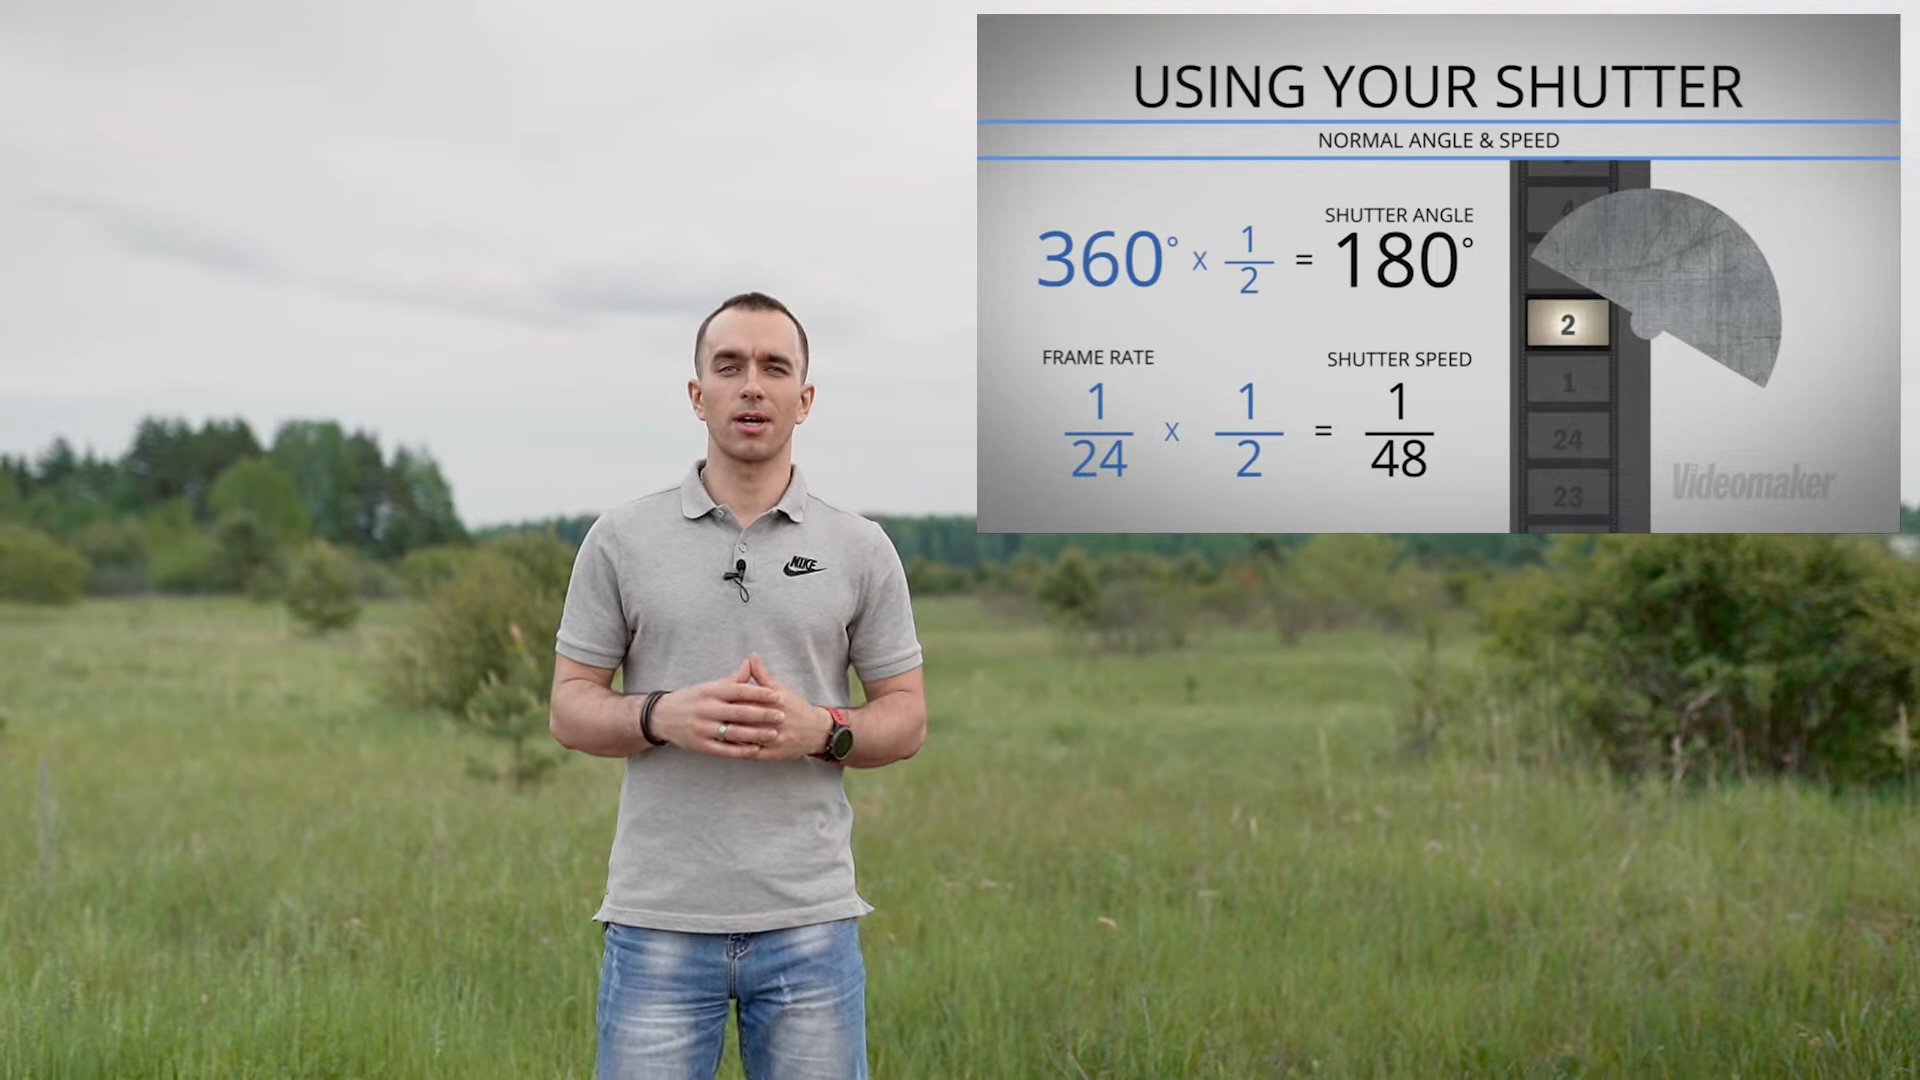 USING YOUR SHUTTER
NORMAL ANGLE & SPEED
SHUTTER ANGLE
360° x 1/2 = 180°
FRAME RATE
SHUTTER SPEED
1/24 x 1/2 = 1/48
4
2
1
24
23
Videomaker
NIKE